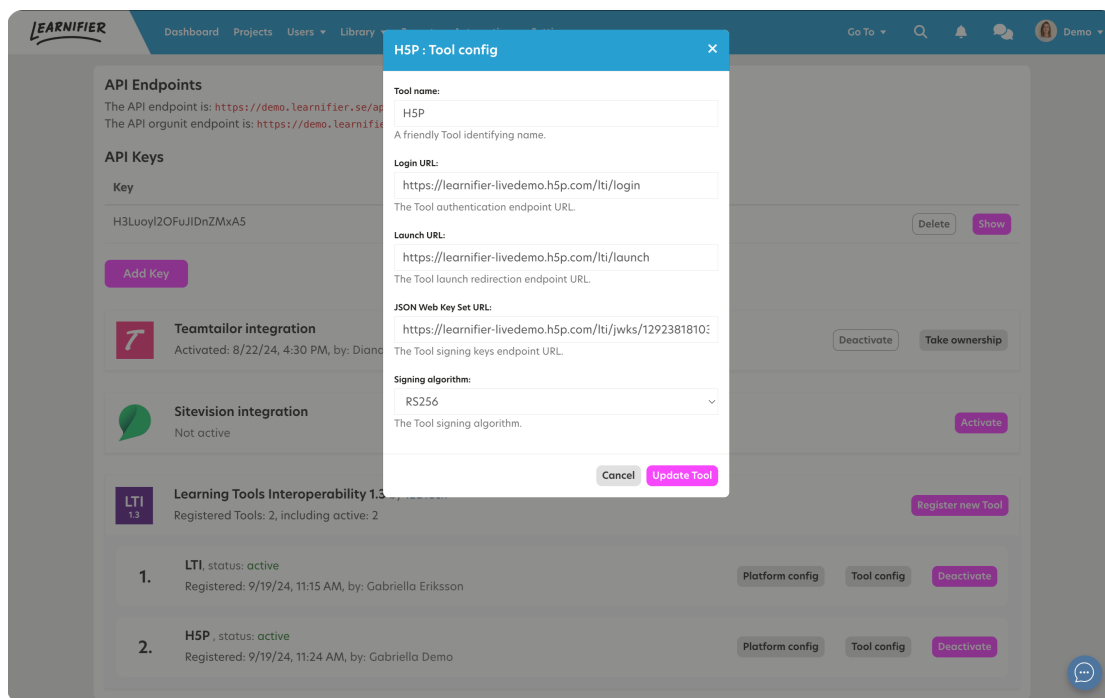 LEARNIFIER
Dashboard Projects Users Library
Go To
Demo
API Endpoints
The API endpoint is: https://demo.learnifier.se/ap
The API orgunit endpoint is: https://demo.learnifie
API Keys
Key
H3Luoyl2OFuJIDnZMxA5
Delete Show
Add Key
Teamtailor integration
Activated: 8/22/24, 4:30 PM, by: Diana
Deactivate Take ownership
Sitevision integration
Not active
Activate
LTI
1.3
Learning Tools Interoperability 1.3
Registered Tools: 2, including active: 2
Register new Tool
1.
LTI, status: active
Registered: 9/19/24, 11:15 AM, by: Gabriella Eriksson
Platform config Tool config Deactivate
2.
H5P , status: active
Registered: 9/19/24, 11:24 AM, by: Gabriella Demo
Platform config Tool config Deactivate
H5P : Tool config
Tool name:
H5P
A friendly Tool identifying name.
Login URL:
https://learnifier-livedemo.h5p.com/lti/login
The Tool authentication endpoint URL.
Launch URL:
https://learnifier-livedemo.h5p.com/lti/launch
The Tool launch redirection endpoint URL.
JSON Web Key Set URL:
https://learnifier-livedemo.h5p.com/lti/jwks/1292381810
The Tool signing keys endpoint URL.
Signing algorithm:
RS256
The Tool signing algorithm.
Cancel Update Tool